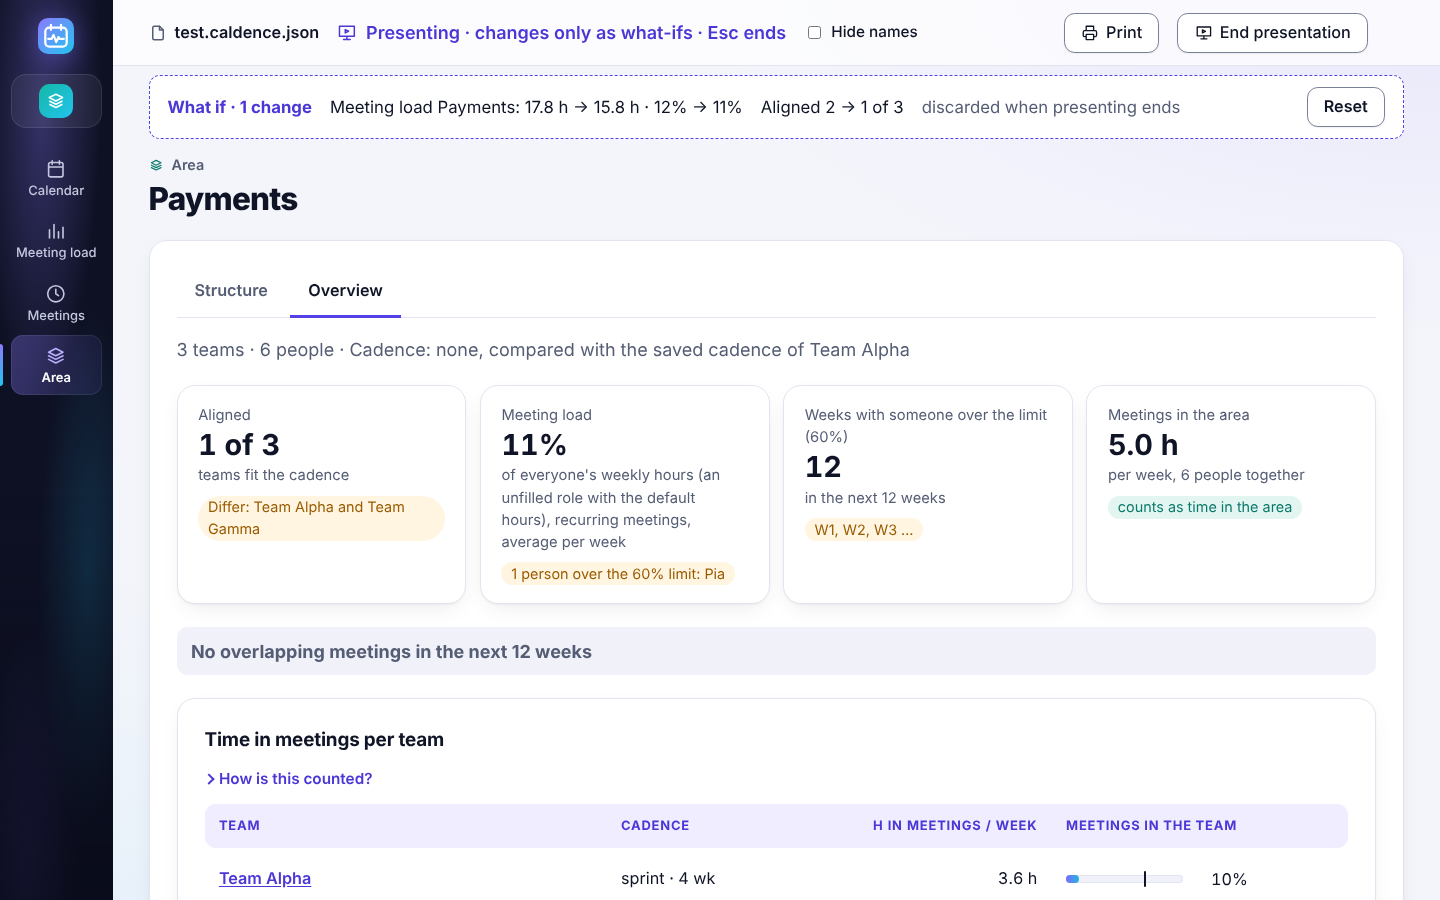 test.caldence.json
Presenting · changes only as what-ifs · Esc ends
Hide names
Print
End presentation
What if · 1 change
Meeting load Payments: 17.8 h → 15.8 h · 12% → 11%
Aligned 2 → 1 of 3
discarded when presenting ends
Reset
Calendar
Meeting load
Meetings
Area
Area
Payments
Structure
Overview
3 teams · 6 people · Cadence: none, compared with the saved cadence of Team Alpha
Aligned
1 of 3
teams fit the cadence
Differ: Team Alpha and Team
Gamma
Meeting load
11%
of everyone's weekly hours (an
unfilled role with the default
hours), recurring meetings,
average per week
1 person over the 60% limit: Pia
Weeks with someone over the limit
(60%)
12
in the next 12 weeks
W1, W2, W3 ...
Meetings in the area
5.0 h
per week, 6 people together
counts as time in the area
No overlapping meetings in the next 12 weeks
Time in meetings per team
How is this counted?
TEAM
CADENCE
H IN MEETINGS / WEEK
MEETINGS IN THE TEAM
Team Alpha
sprint · 4 wk
3.6 h
10%